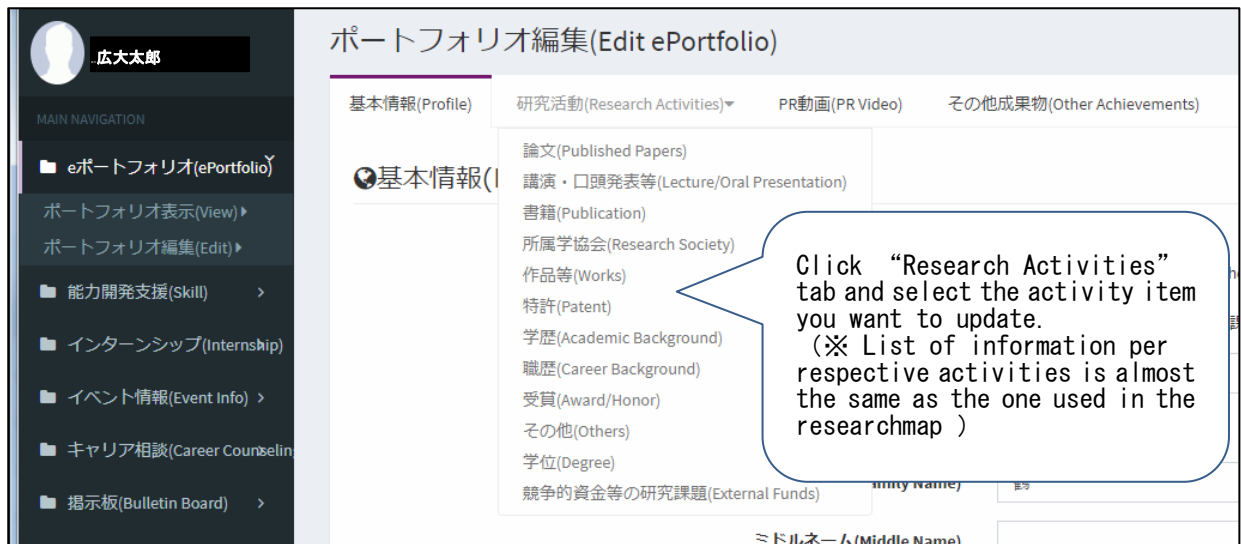 広大太郎
MAIN NAVIGATION
eポートフォリオ(ePortfolio)
ポートフォリオ表示(View)
ポートフォリオ編集(Edit)
能力開発支援(Skill)
インターンシップ(Internship)
イベント情報(Event Info)
キャリア相談(Career Counseling
掲示板(Bulletin Board)
ポートフォリオ編集(Edit ePortfolio)
基本情報(Profile) 研究活動(Research Activities) PR動画(PR Video) その他成果物(Other Achievements)
基本情報(
論文(Published Papers)
講演・口頭発表等(Lecture/Oral Presentation)
書籍(Publication)
所属学協会(Research Society)
作品等(Works)
特許(Patent)
学歴(Academic Background)
職歴(Career Background)
受賞(Award/Honor)
その他(Others)
学位(Degree)
競争的資金等の研究課題(External Funds)
Click “Research Activities”
tab and select the activity item
you want to update.
(※ List of information per
respective activities is almost
the same as the one used in the
researchmap )
Name)
ミドルネーム(Middle Name)